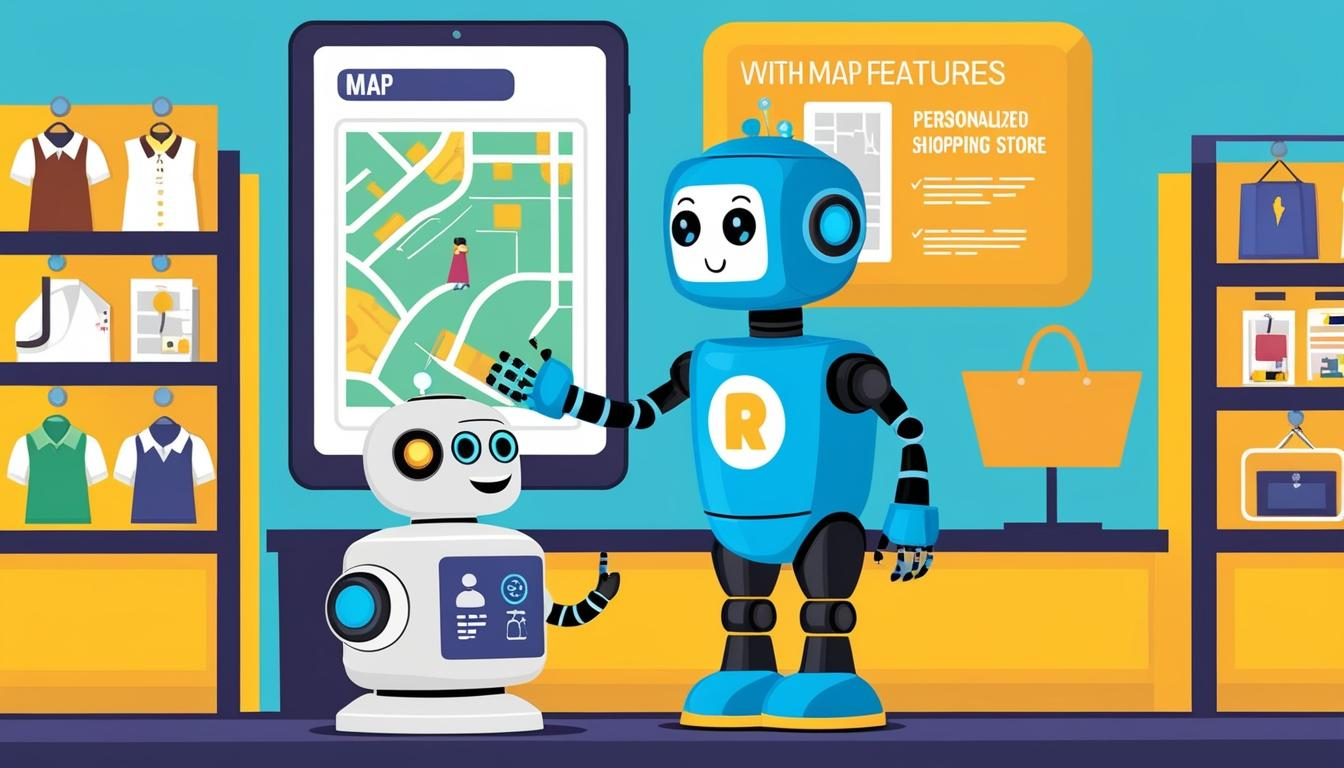 MAP
WITH MAP FEATURES
PERSONALIZED
SHOPPING STORE
R